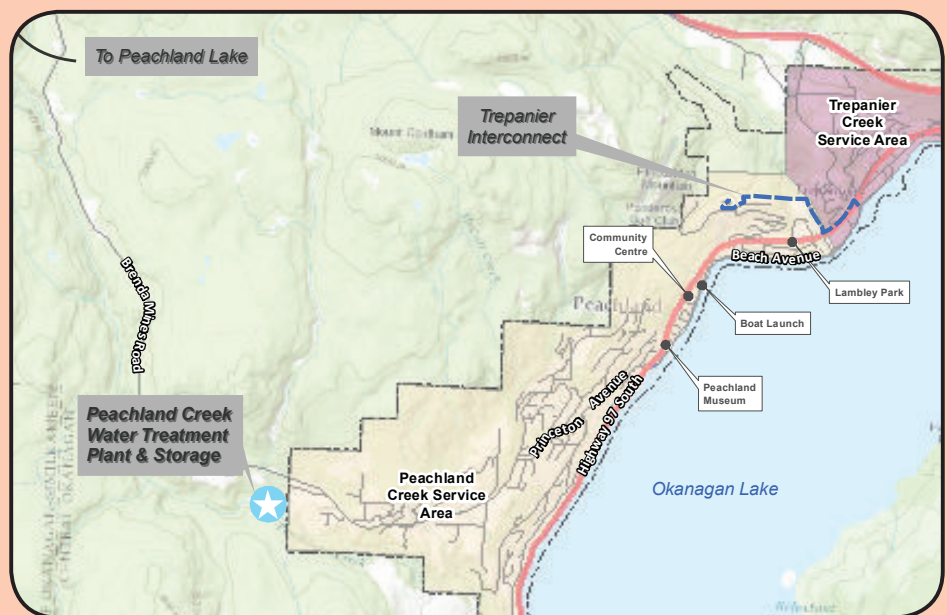 To Peachland Lake
Trepanier
Interconnect
Trepanier
Creek
Service Area
Community
Centre
Beach Avenue
Lambley Park
Peachland
Boat Launch
Brenda Mines Road
Peachland
Museum
Princeton Avenue
Highway 97 South
Peachland Creek
Water Treatment
Plant & Storage
Peachland
Creek Service
Area
Okanagan Lake